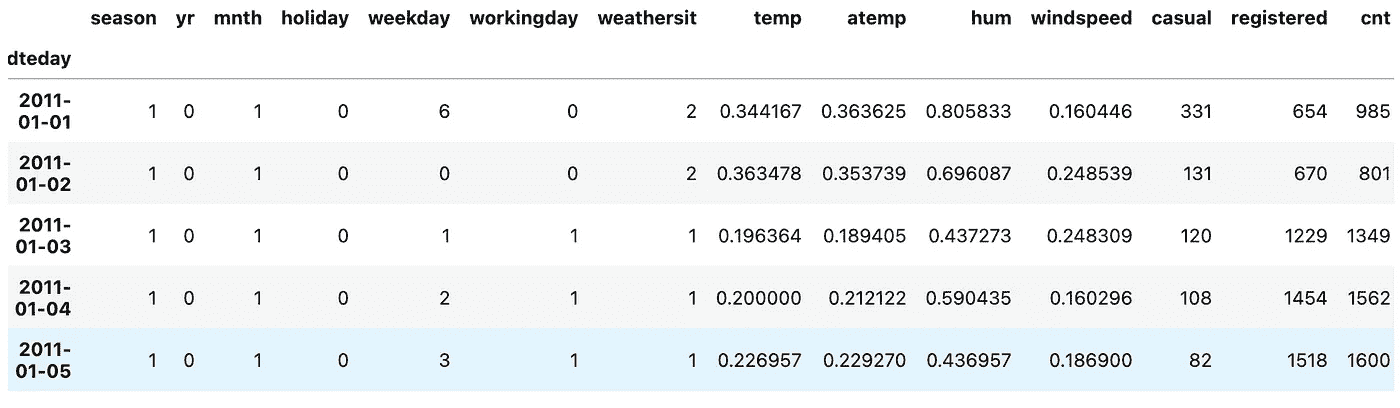 season yr mnth holiday weekday workingday weathersit temp atemp hum windspeed casual registered cnt
dteday
2011-
01-01 1 0 1 0 6 0 2 0.344167 0.363625 0.805833 0.160446 331 654 985
2011-
01-02 1 0 1 0 0 0 2 0.363478 0.353739 0.696087 0.248539 131 670 801
2011-
01-03 1 0 1 0 1 1 1 0.196364 0.189405 0.437273 0.248309 120 1229 1349
2011-
01-04 1 0 1 0 2 1 1 0.200000 0.212122 0.590435 0.160296 108 1454 1562
2011-
01-05 1 0 1 0 3 1 1 0.226957 0.229270 0.436957 0.186900 82 1518 1600